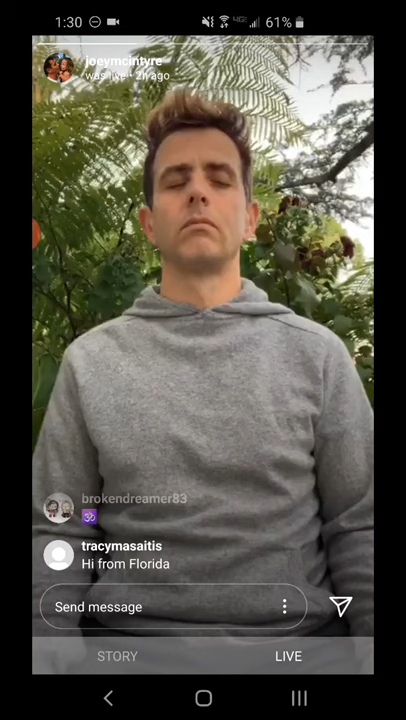 1:30
61%
joeymcintyre
was live • 2h ago
brokendreamer83
🕉
tracymasaitis
Hi from Florida
Send message
STORY
LIVE